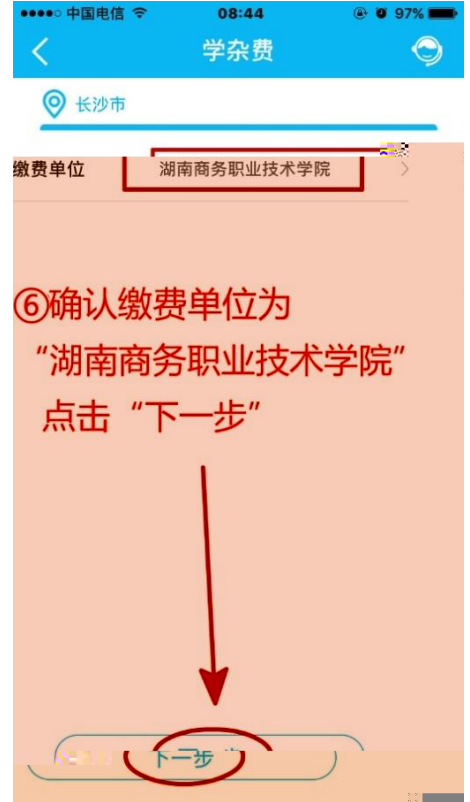 中国电信 08:44 97%
学杂费
长沙市
缴费单位 湖南商务职业技术学院
⑥确认缴费单位为
“湖南商务职业技术学院”
点击“下一步”
下一步